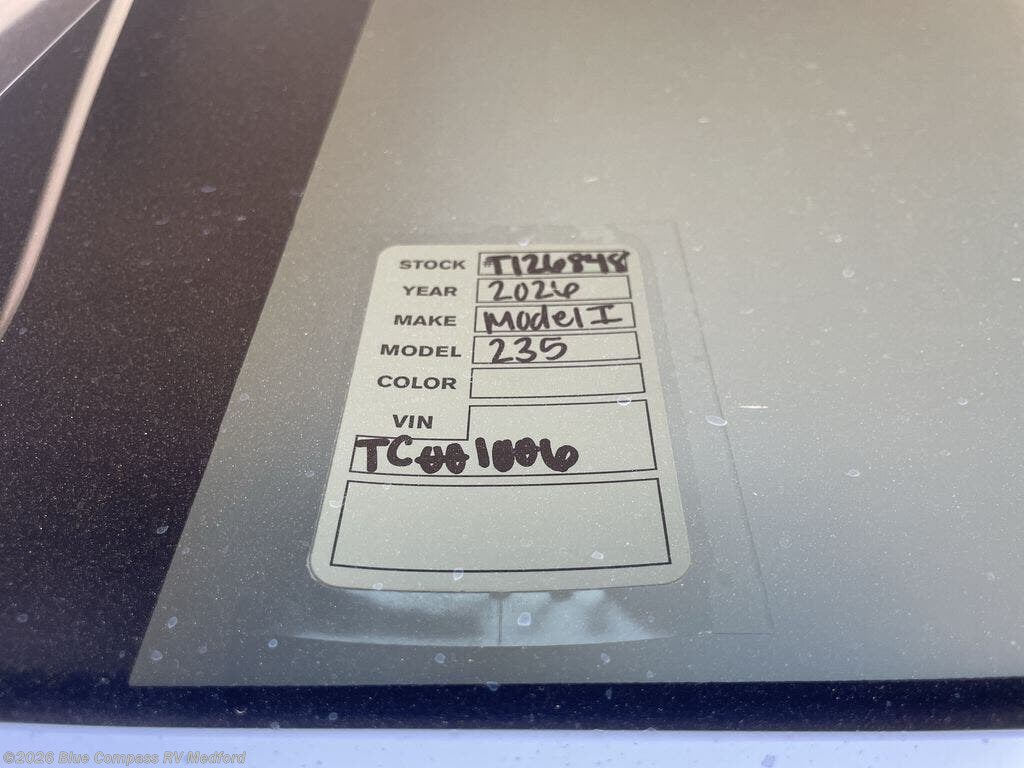 STOCK #T126848
YEAR 2026
MAKE Model I
MODEL 235
COLOR
VIN
TC001006
©2026 Blue Compass RV Medford